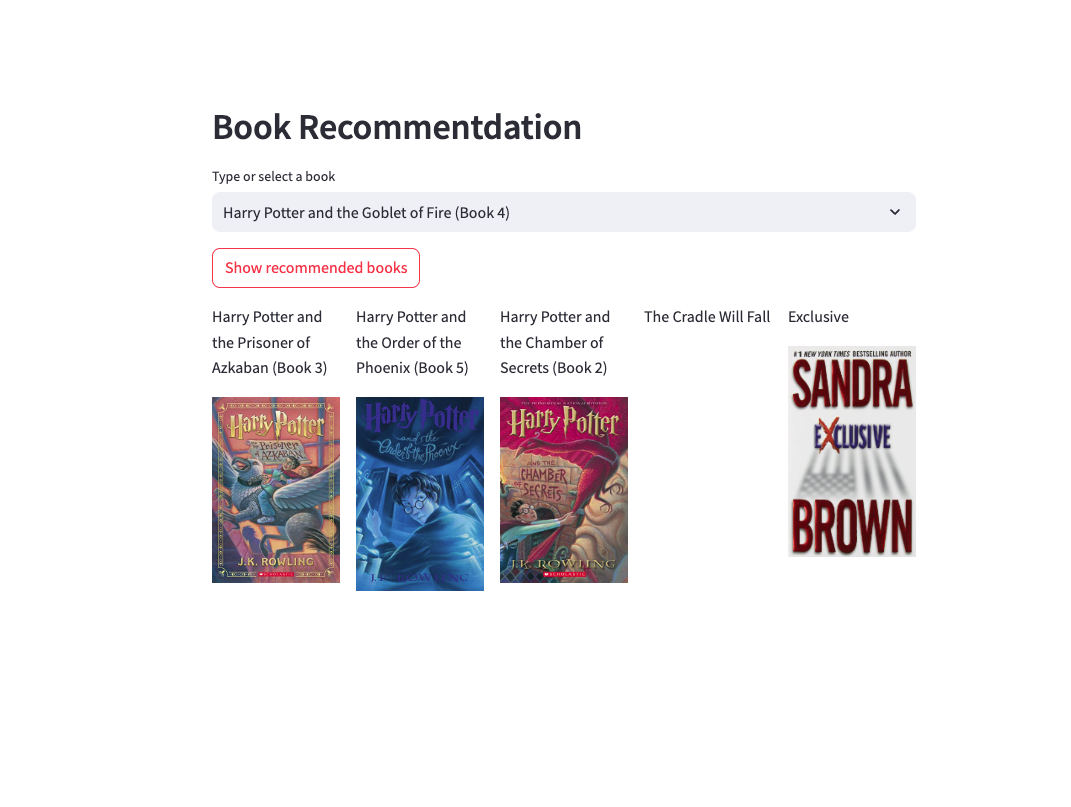 Book Recommentdation
Type or select a book
Harry Potter and the Goblet of Fire (Book 4)
Show recommended books
Harry Potter and
the Prisoner of
Azkaban (Book 3)
Harry Potter and
the Order of the
Phoenix (Book 5)
Harry Potter and
the Chamber of
Secrets (Book 2)
The Cradle Will Fall
Exclusive
Harry Potter
and the
Prisoner
of AZKABAN
J.K. ROWLING
SCHOLASTIC
Harry Potter
and the
Order of the Phoenix
J.K. ROWLING
Harry Potter
AND THE
CHAMBER
OF SECRETS
J.K. ROWLING
SCHOLASTIC
#1 NEW YORK TIMES BESTSELLING AUTHOR
SANDRA
EXCLUSIVE
BROWN